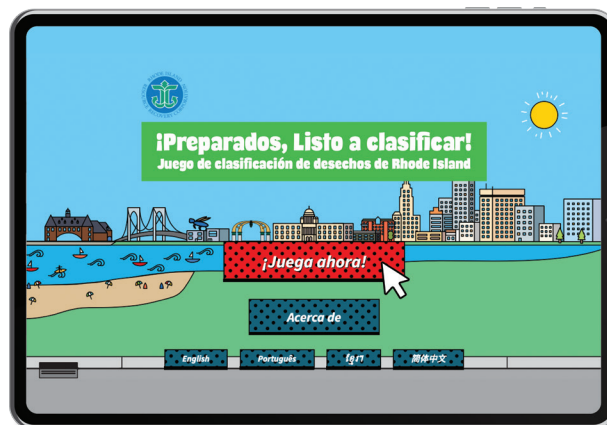 ¡Preparados, Listo a clasificar!
Juego de clasificación de desechos de Rhode Island
¡Juega ahora!
Acerca de
English
Português
简体中文